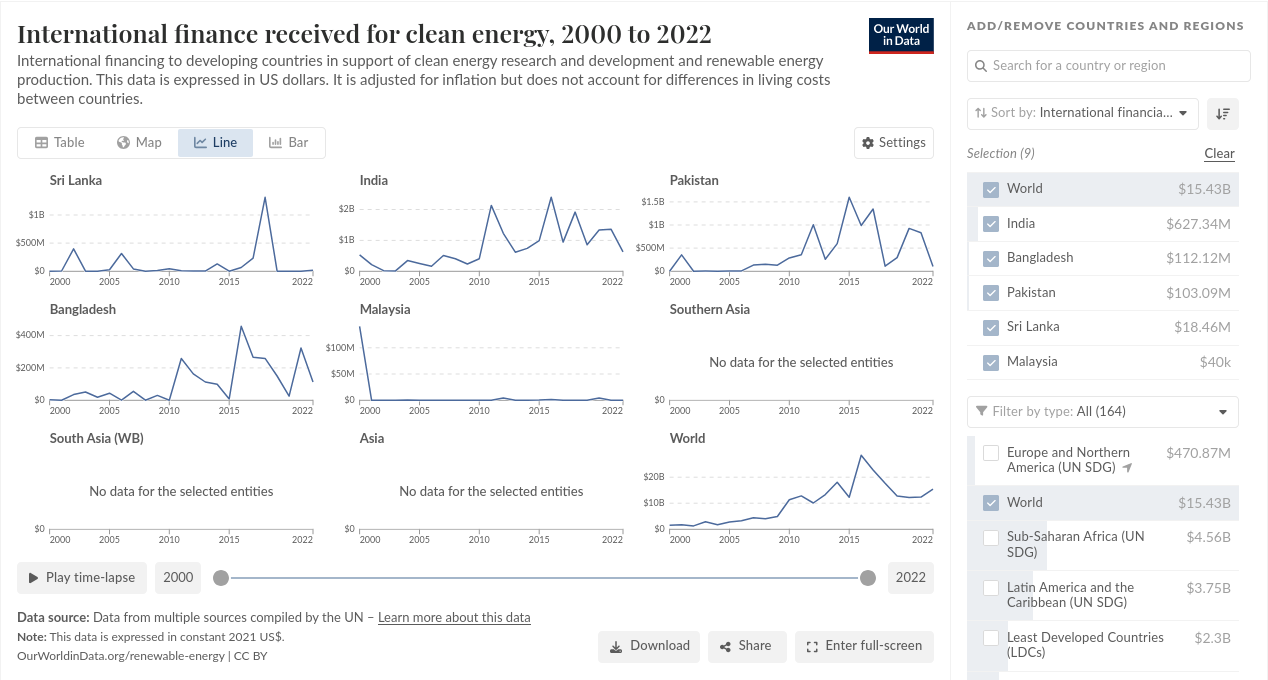 International finance received for clean energy, 2000 to 2022
Our World
in Data
International financing to developing countries in support of clean energy research and development and renewable energy
production. This data is expressed in US dollars. It is adjusted for inflation but does not account for differences in living costs
between countries.
Table
Map
Line
Bar
Settings
Sri Lanka
$1B
$500M
$0
2000
2005
2010
2015
2022
India
$2B
$1B
$0
2000
2005
2010
2015
2022
Pakistan
$1.5B
$1B
$500M
$0
2000
2005
2010
2015
2022
Bangladesh
$400M
$200M
$0
2000
2005
2010
2015
2022
Malaysia
$100M
$50M
$0
2000
2005
2010
2015
2022
Southern Asia
No data for the selected entities
$0
2000
2005
2010
2015
2022
South Asia (WB)
No data for the selected entities
$0
2000
2005
2010
2015
2022
Asia
No data for the selected entities
$0
2000
2005
2010
2015
2022
World
$20B
$10B
$0
2000
2005
2010
2015
2022
Play time-lapse
2000
2022
Data source: Data from multiple sources compiled by the UN – Learn more about this data
Note: This data is expressed in constant 2021 US$.
OurWorldinData.org/renewable-energy | CC BY
Download
Share
Enter full-screen
ADD/REMOVE COUNTRIES AND REGIONS
Search for a country or region
Sort by: International financia...
Selection (9)
Clear
World $15.43B
India $627.34M
Bangladesh $112.12M
Pakistan $103.09M
Sri Lanka $18.46M
Malaysia $40k
Filter by type: All (164)
Europe and Northern $470.87M
America (UN SDG)
World $15.43B
Sub-Saharan Africa (UN $4.56B
SDG)
Latin America and the $3.75B
Caribbean (UN SDG)
Least Developed Countries $2.3B
(LDCs)